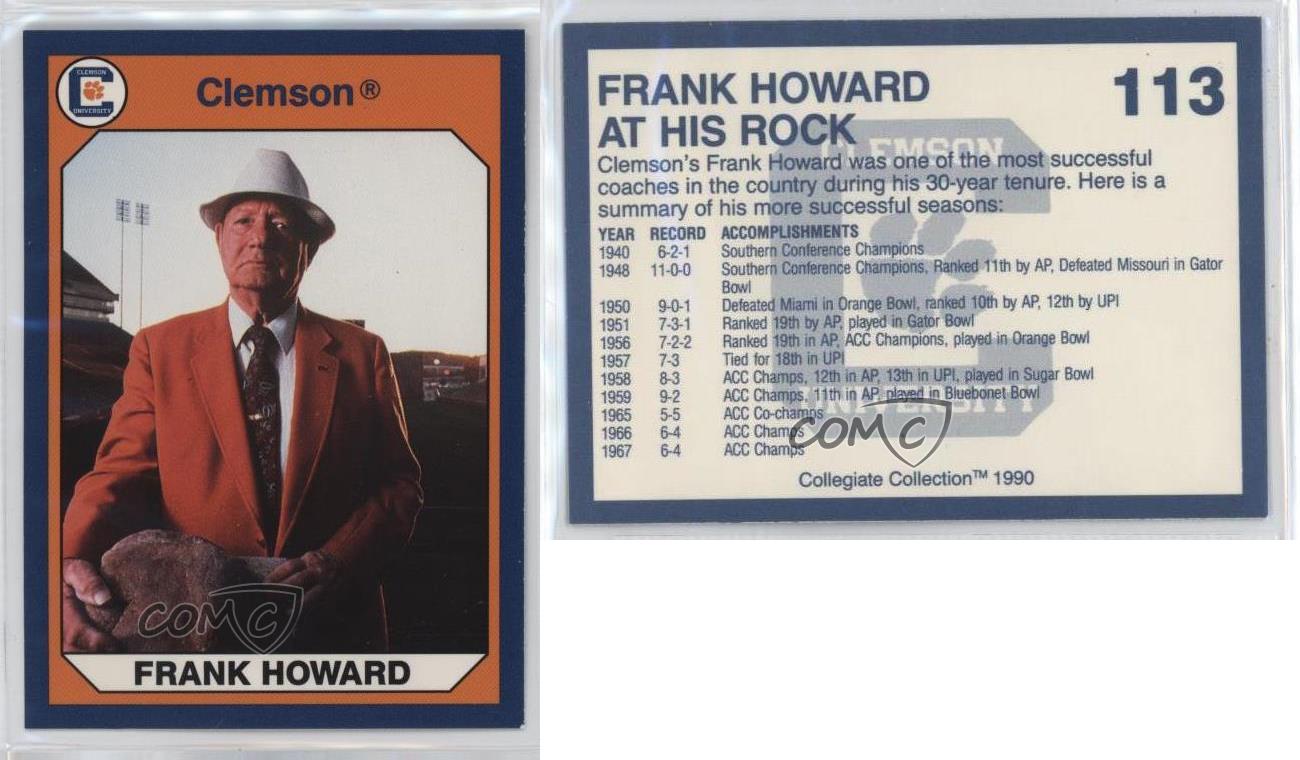 CLEMSON
UNIVERSITY
Clemson®
COMC
FRANK HOWARD
FRANK HOWARD
AT HIS ROCK
113
CLEMSON
UNIVERSITY
Clemson's Frank Howard was one of the most successful
coaches in the country during his 30-year tenure. Here is a
summary of his more successful seasons:
YEAR RECORD ACCOMPLISHMENTS
1940 6-2-1 Southern Conference Champions
1948 11-0-0 Southern Conference Champions, Ranked 11th by AP, Defeated Missouri in Gator
Bowl
1950 9-0-1 Defeated Miami in Orange Bowl, ranked 10th by AP, 12th by UPI
1951 7-3-1 Ranked 19th by AP, played in Gator Bowl
1956 7-2-2 Ranked 19th in AP, ACC Champions, played in Orange Bowl
1957 7-3 Tied for 18th in UPI
1958 8-3 ACC Champs, 12th in AP, 13th in UPI, played in Sugar Bowl
1959 9-2 ACC Champs, 11th in AP, played in Bluebonet Bowl
1965 5-5 ACC Co-champs
1966 6-4 ACC Champs
1967 6-4 ACC Champs
COMC
Collegiate Collection™ 1990